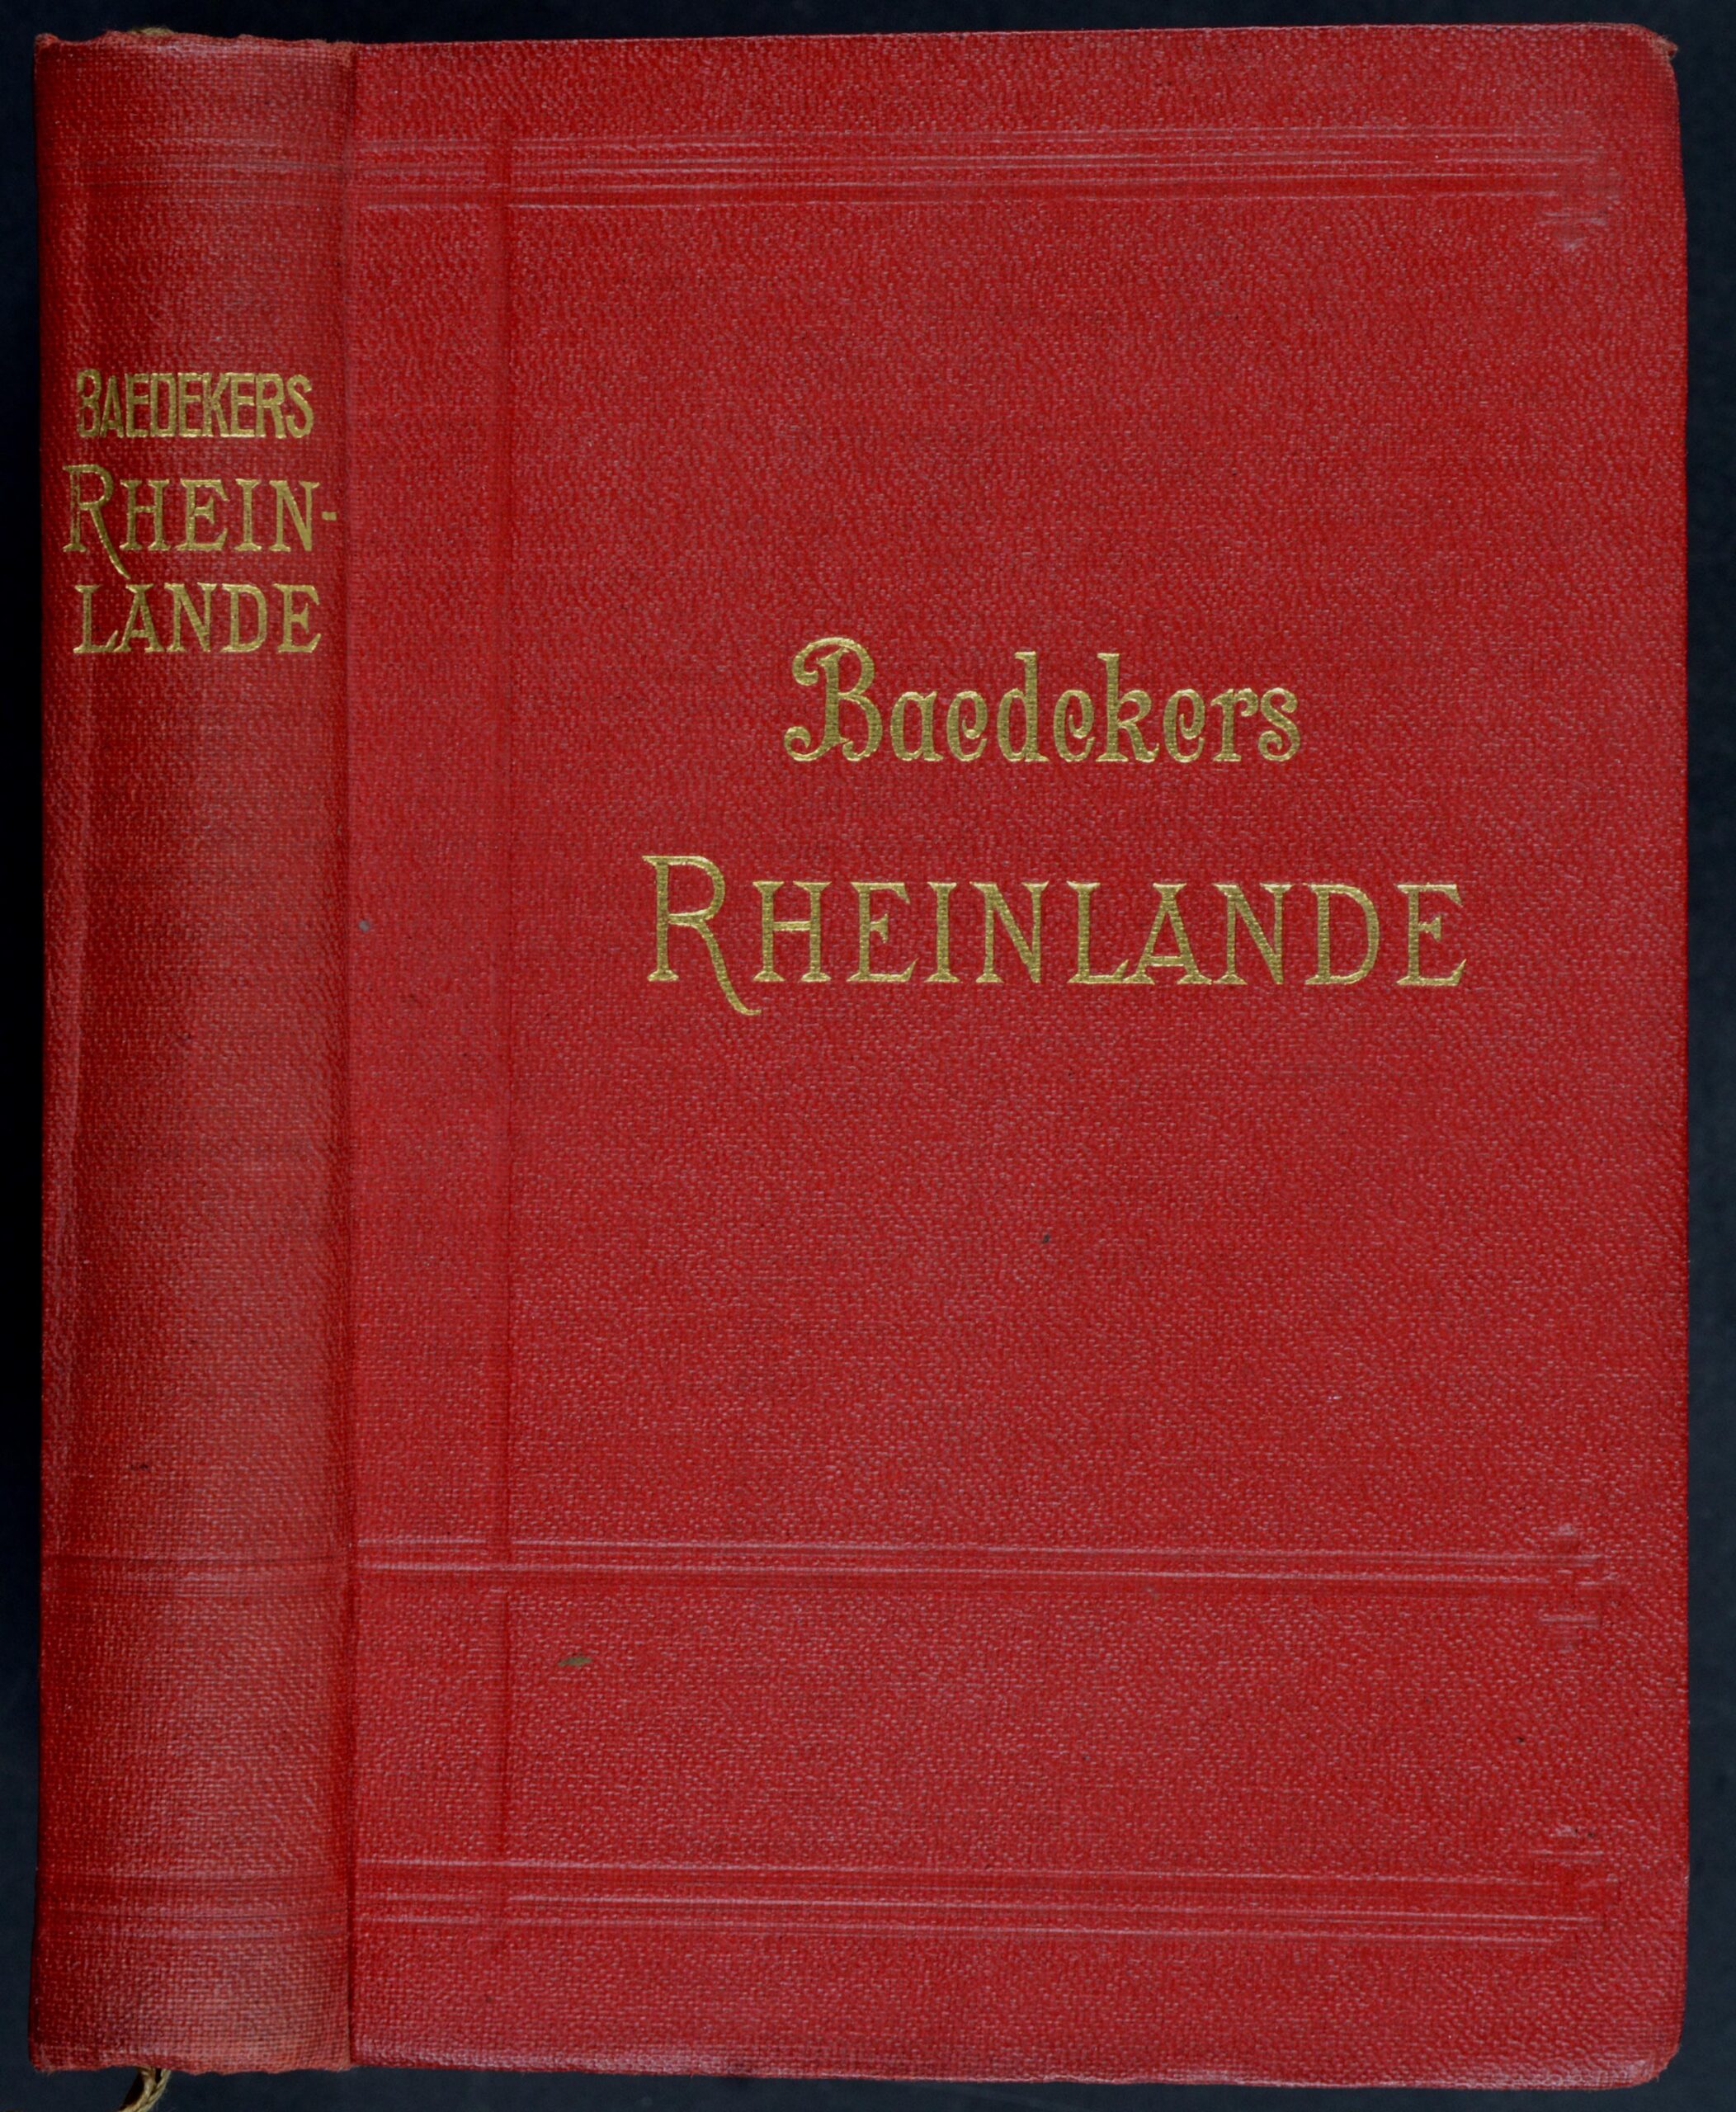 BAEDEKERS
RHEIN-
LANDE
Baedekers
RHEINLANDE